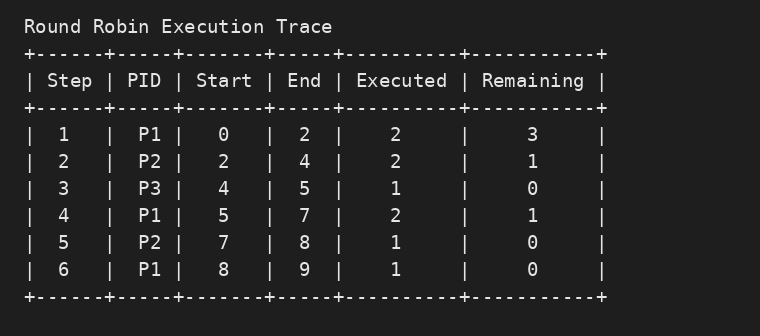 Round Robin Execution Trace
+------+-----+-------+-----+----------+-----------+
| Step | PID | Start | End | Executed | Remaining |
+------+-----+-------+-----+----------+-----------+
|  1   |  P1 |   0   |  2  |    2     |     3     |
|  2   |  P2 |   2   |  4  |    2     |     1     |
|  3   |  P3 |   4   |  5  |    1     |     0     |
|  4   |  P1 |   5   |  7  |    2     |     1     |
|  5   |  P2 |   7   |  8  |    1     |     0     |
|  6   |  P1 |   8   |  9  |    1     |     0     |
+------+-----+-------+-----+----------+-----------+